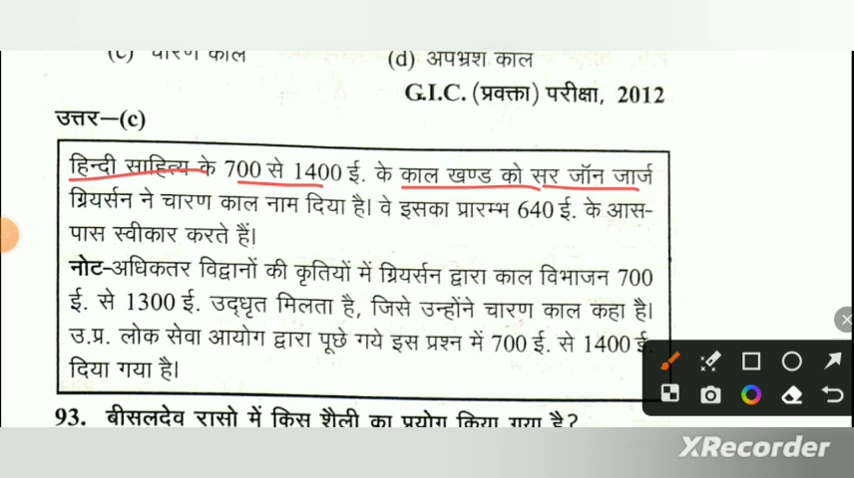 (c) चारण काल (d) अपभ्रंश काल
G.I.C. (प्रवक्ता) परीक्षा, 2012
उत्तर–(c)
हिन्दी साहित्य के 700 से 1400 ई. के काल खण्ड को सर जॉन जार्ज
ग्रियर्सन ने चारण काल नाम दिया है। वे इसका प्रारम्भ 640 ई. के आस-
पास स्वीकार करते हैं।
नोट-अधिकतर विद्वानों की कृतियों में ग्रियर्सन द्वारा काल विभाजन 700
ई. से 1300 ई. उद्धृत मिलता है, जिसे उन्होंने चारण काल कहा है।
उ.प्र. लोक सेवा आयोग द्वारा पूछे गये इस प्रश्न में 700 ई. से 1400 ई.
दिया गया है।
93. बीसलदेव रासो में किस शैली का प्रयोग किया गया है?
XRecorder